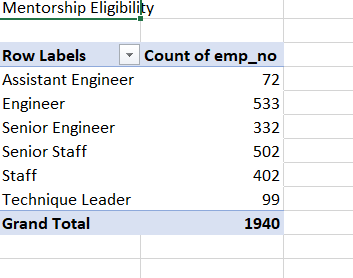 Mentorship Eligibility
Row Labels Count of emp_no
Assistant Engineer 72
Engineer 533
Senior Engineer 332
Senior Staff 502
Staff 402
Technique Leader 99
Grand Total 1940